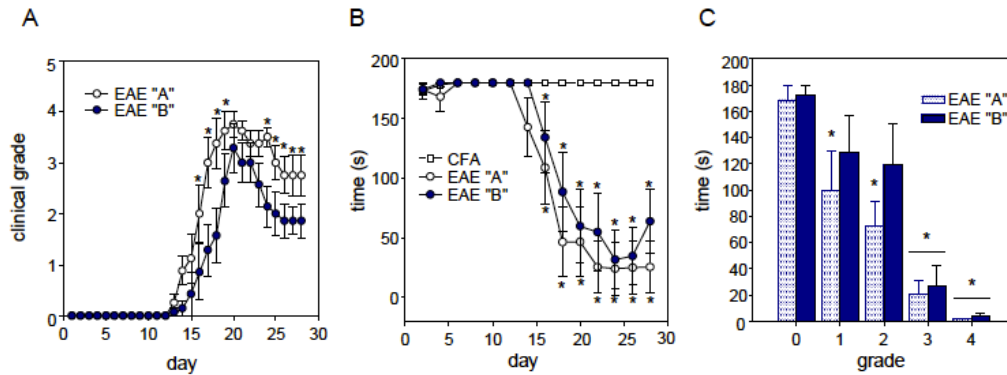 A
clinical grade
5
4
3
2
1
0
EAE "A"
EAE "B"
* * * * * * * * *
0 5 10 15 20 25 30
day
B
time (s)
200
150
100
50
0
CFA
EAE "A"
EAE "B"
* * * * * * *
* * * * * * *
0 5 10 15 20 25 30
day
C
time (s)
200
180
160
140
120
100
80
60
40
20
0
EAE "A"
EAE "B"
* * * *
0 1 2 3 4
grade